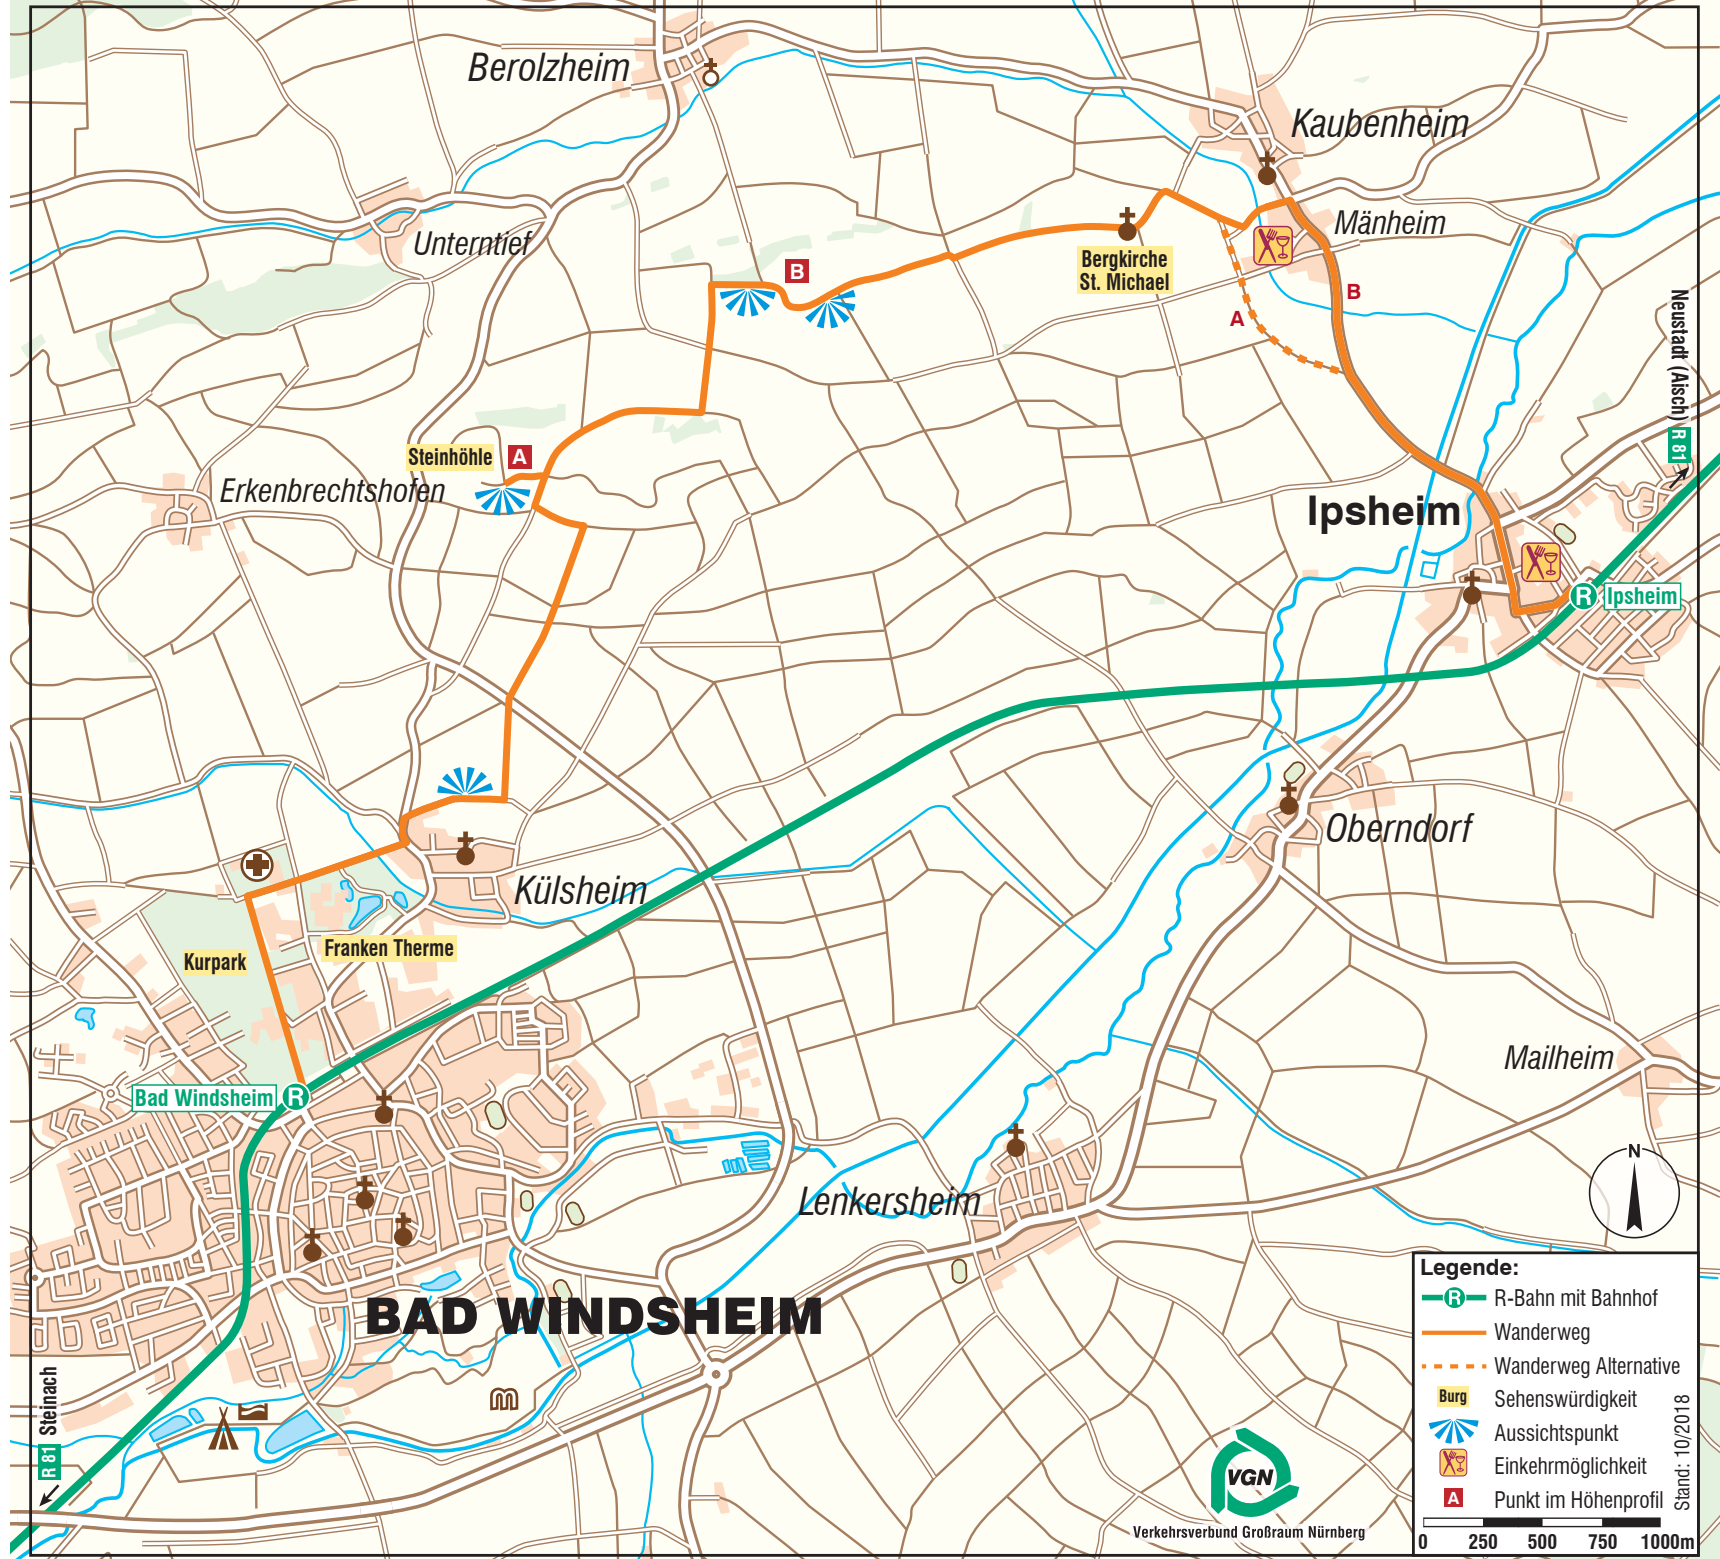 Berolzheim
Kaubenheim
Unterntief
Mänheim
Bergkirche
St. Michael
B
B
A
Neustadt (Aisch)
R 81
Steinhöhle
A
Erkenbrechtshofen
Ipsheim
R
Ipsheim
Oberndorf
Külsheim
Franken Therme
Kurpark
Mailheim
Bad Windsheim
R
N
Lenkersheim
BAD WINDSHEIM
Steinach
R 81
VGN
Verkehrsverbund Großraum Nürnberg
Legende:
R
R-Bahn mit Bahnhof
Wanderweg
Wanderweg Alternative
Burg
Sehenswürdigkeit
Aussichtspunkt
Einkehrmöglichkeit
A
Punkt im Höhenprofil
0 250 500 750 1000m
Stand: 10/2018